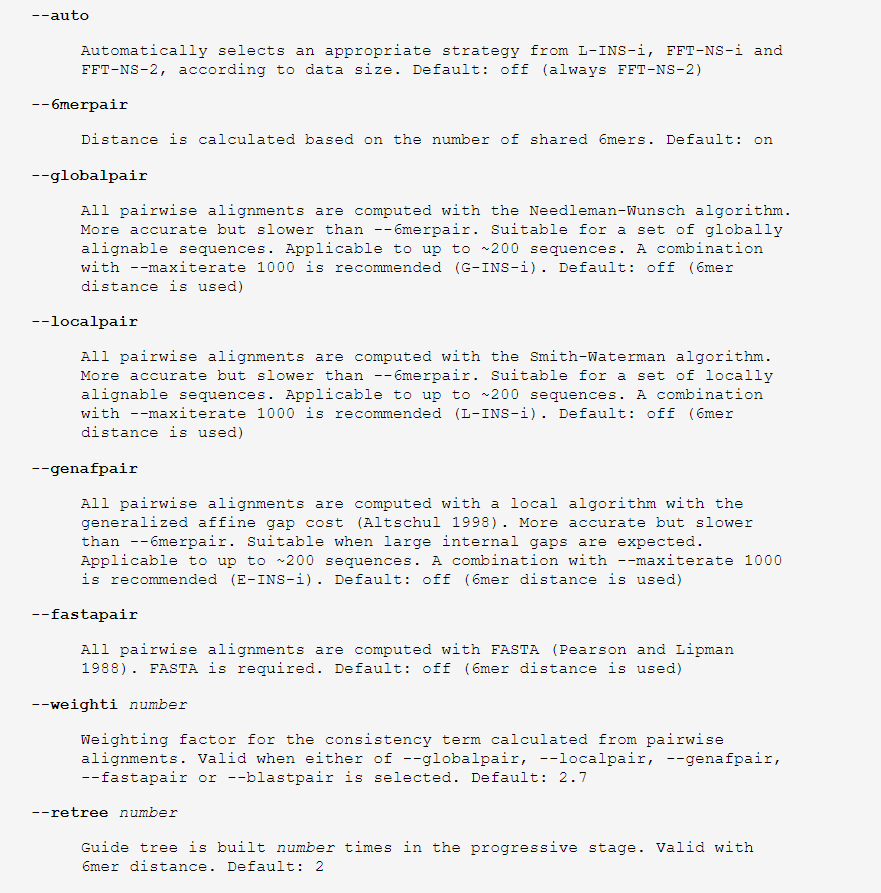 --auto
Automatically selects an appropriate strategy from L-INS-i, FFT-NS-i and
FFT-NS-2, according to data size. Default: off (always FFT-NS-2)
--6merpair
Distance is calculated based on the number of shared 6mers. Default: on
--globalpair
All pairwise alignments are computed with the Needleman-Wunsch algorithm.
More accurate but slower than --6merpair. Suitable for a set of globally
alignable sequences. Applicable to up to ~200 sequences. A combination
with --maxiterate 1000 is recommended (G-INS-i). Default: off (6mer
distance is used)
--localpair
All pairwise alignments are computed with the Smith-Waterman algorithm.
More accurate but slower than --6merpair. Suitable for a set of locally
alignable sequences. Applicable to up to ~200 sequences. A combination
with --maxiterate 1000 is recommended (L-INS-i). Default: off (6mer
distance is used)
--genafpair
All pairwise alignments are computed with a local algorithm with the
generalized affine gap cost (Altschul 1998). More accurate but slower
than --6merpair. Suitable when large internal gaps are expected.
Applicable to up to ~200 sequences. A combination with --maxiterate 1000
is recommended (E-INS-i). Default: off (6mer distance is used)
--fastapair
All pairwise alignments are computed with FASTA (Pearson and Lipman
1988). FASTA is required. Default: off (6mer distance is used)
--weighti number
Weighting factor for the consistency term calculated from pairwise
alignments. Valid when either of --globalpair, --localpair, --genafpair,
--fastapair or --blastpair is selected. Default: 2.7
--retree number
Guide tree is built number times in the progressive stage. Valid with
6mer distance. Default: 2